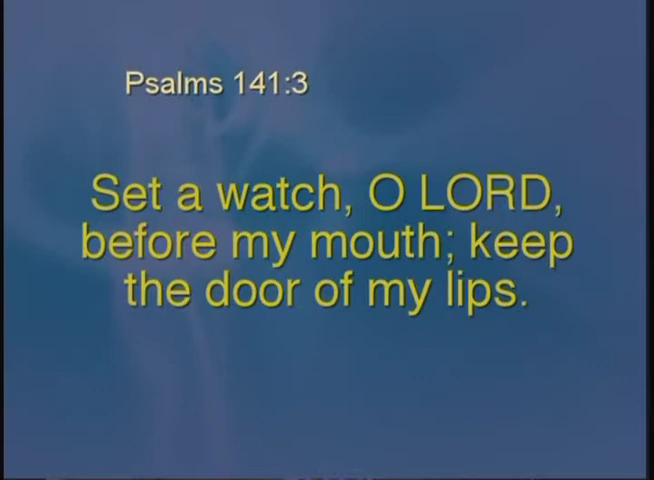 Psalms 141:3
Set a watch, O LORD,
before my mouth; keep
the door of my lips.